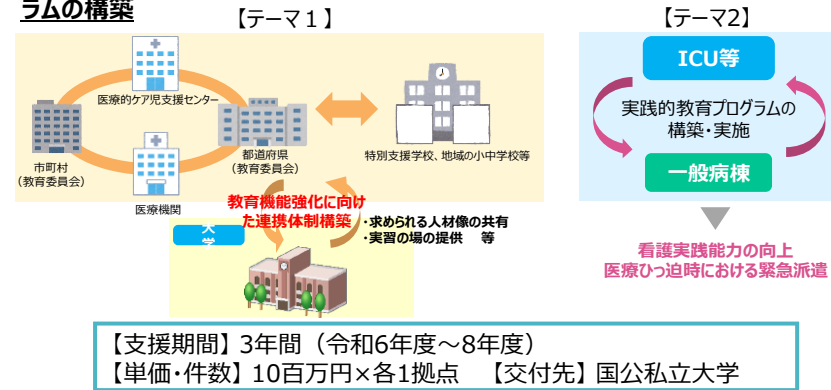 ラムの構築
【テーマ1】
医療的ケア児支援センター
市町村
(教育委員会)
都道府県
(教育委員会)
医療機関
特別支援学校、地域の小中学校等
教育機能強化に向け
た連携体制構築
・求められる人材像の共有
・実習の場の提供 等
大
学
【テーマ2】
ICU等
実践的教育プログラムの
構築・実施
一般病棟
看護実践能力の向上
医療ひっ迫時における緊急派遣
【支援期間】3年間(令和6年度~8年度)
【単価・件数】10百万円×各1拠点 【交付先】国公私立大学